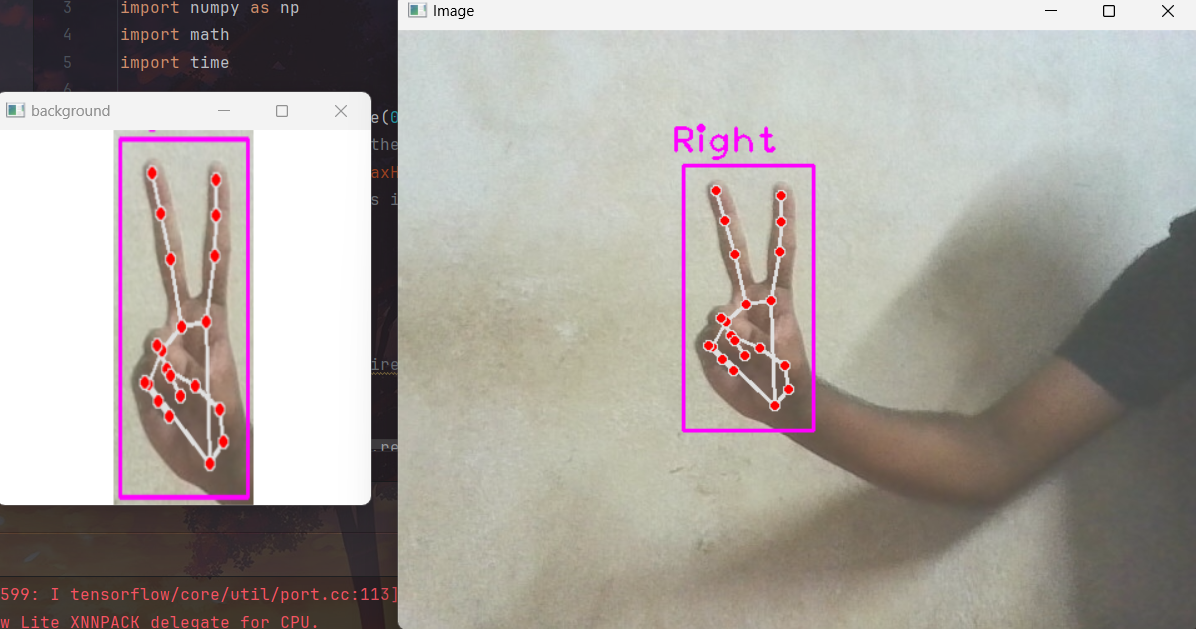 3 import numpy as np
4 import math
5 import time
6
Image
background
e(0
the
axH
s i
Right
ire
.re
599: I tensorflow/core/util/port.cc:113]
w Lite XNNPACK delegate for CPU.